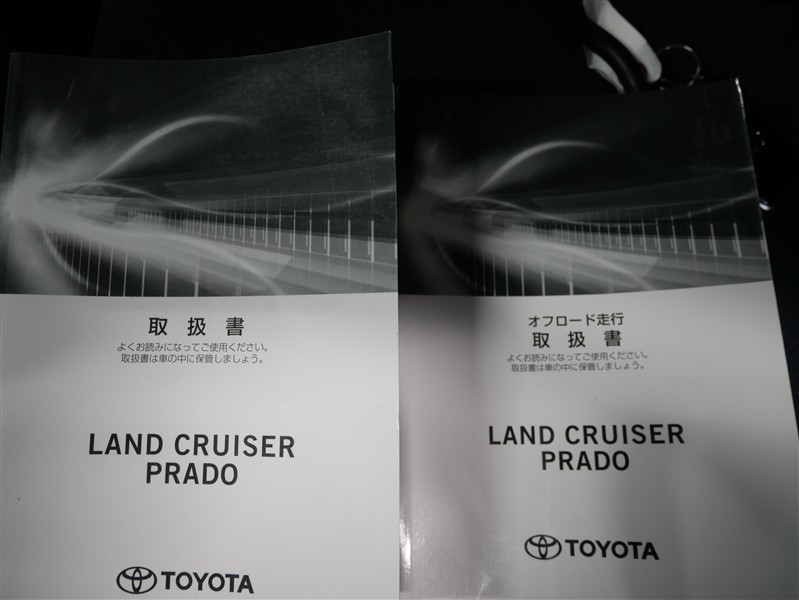 取扱書
よくお読みになってご使用ください。
取扱書は車の中に保管しましょう。
LAND CRUISER
PRADO
TOYOTA
オフロード走行
取扱書
よくお読みになってご使用ください。
取扱書は車の中に保管しましょう。
LAND CRUISER
PRADO
TOYOTA